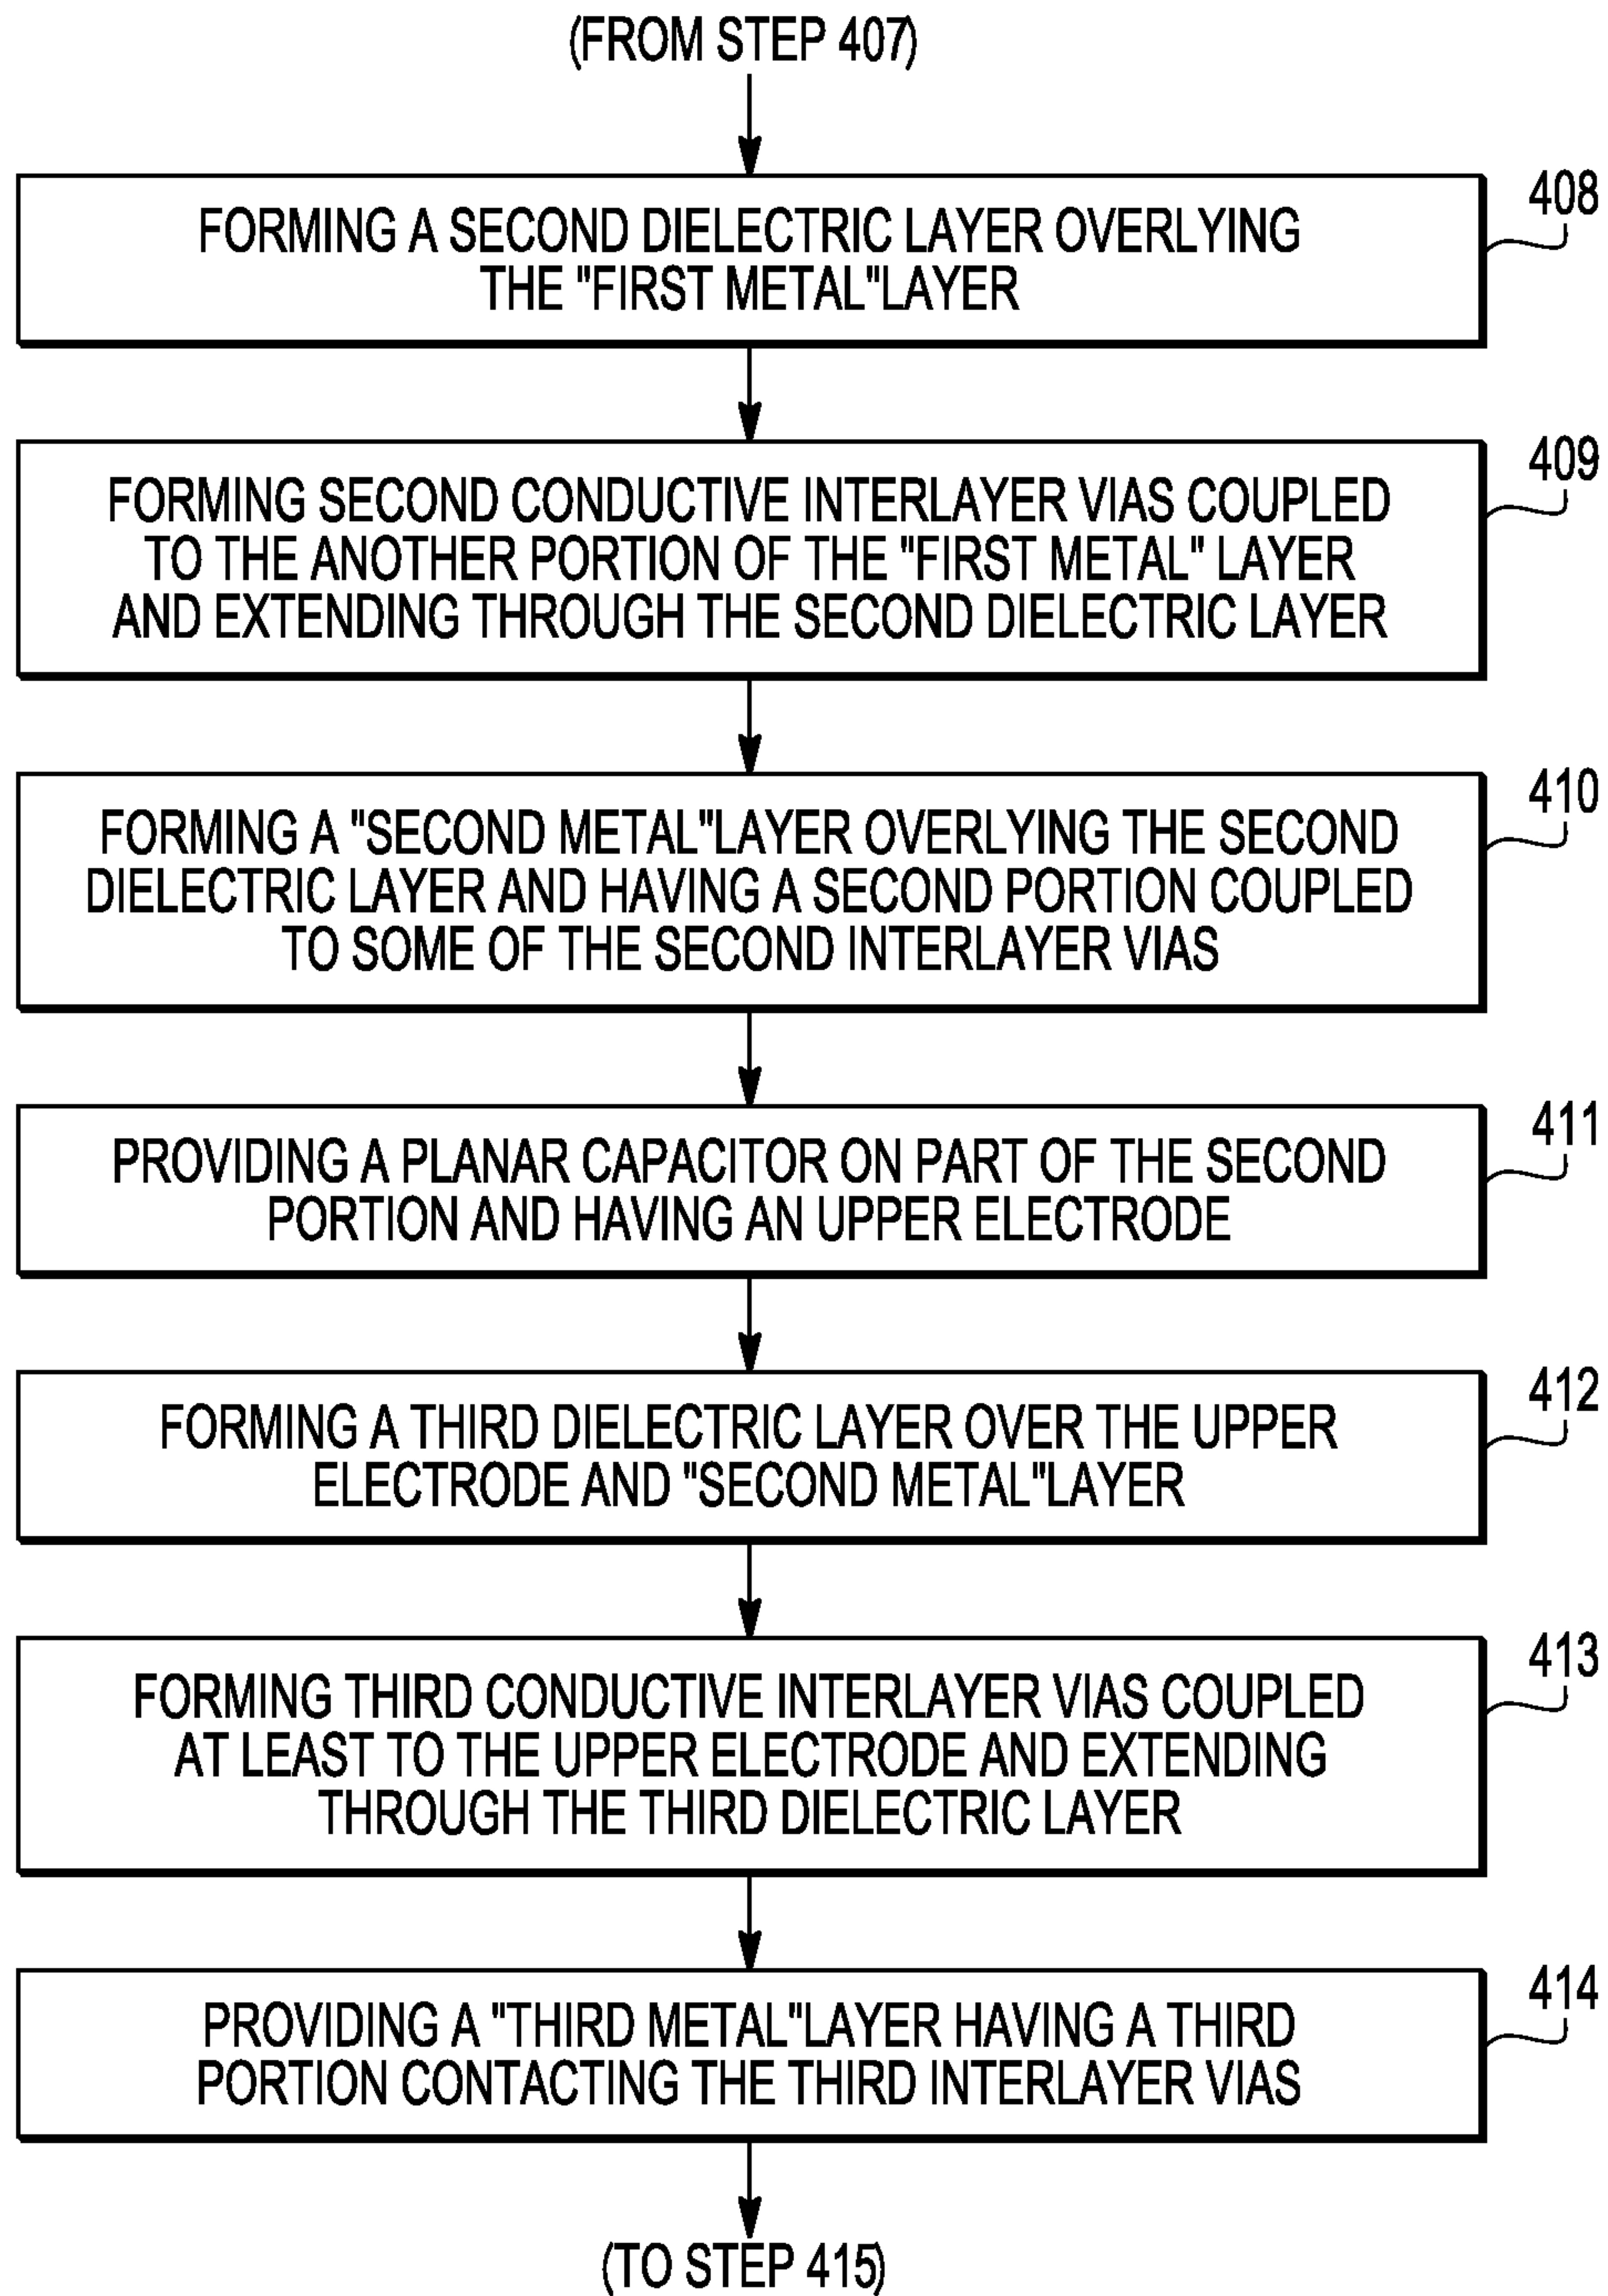 (FROM STEP 407)
408
FORMING A SECOND DIELECTRIC LAYER OVERLYING
THE "FIRST METAL"LAYER
409
FORMING SECOND CONDUCTIVE INTERLAYER VIAS COUPLED
TO THE ANOTHER PORTION OF THE "FIRST METAL" LAYER
AND EXTENDING THROUGH THE SECOND DIELECTRIC LAYER
410
FORMING A "SECOND METAL"LAYER OVERLYING THE SECOND
DIELECTRIC LAYER AND HAVING A SECOND PORTION COUPLED
TO SOME OF THE SECOND INTERLAYER VIAS
411
PROVIDING A PLANAR CAPACITOR ON PART OF THE SECOND
PORTION AND HAVING AN UPPER ELECTRODE
412
FORMING A THIRD DIELECTRIC LAYER OVER THE UPPER
ELECTRODE AND "SECOND METAL"LAYER
413
FORMING THIRD CONDUCTIVE INTERLAYER VIAS COUPLED
AT LEAST TO THE UPPER ELECTRODE AND EXTENDING
THROUGH THE THIRD DIELECTRIC LAYER
414
PROVIDING A "THIRD METAL"LAYER HAVING A THIRD
PORTION CONTACTING THE THIRD INTERLAYER VIAS
(TO STEP 415)